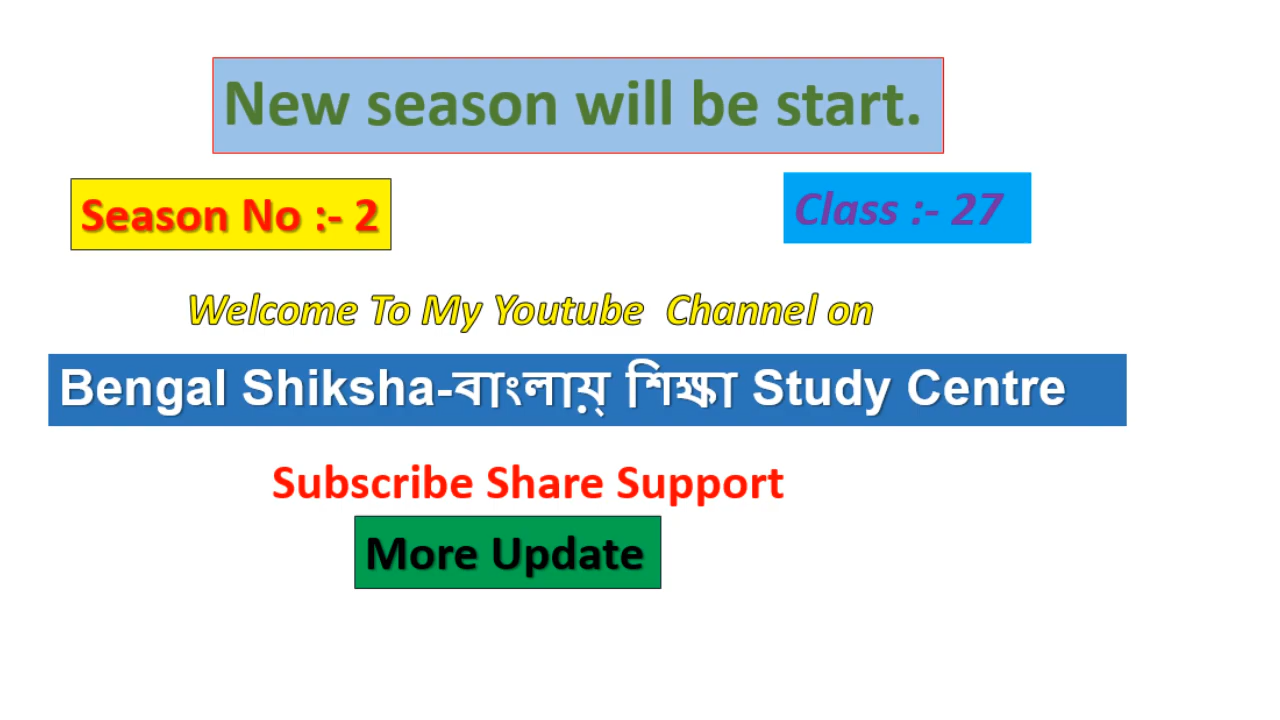 New season will be start.
Season No :- 2
Class :- 27
Welcome To My Youtube Channel on
Bengal Shiksha-বাংলায্ শিক্ষা Study Centre
Subscribe Share Support
More Update